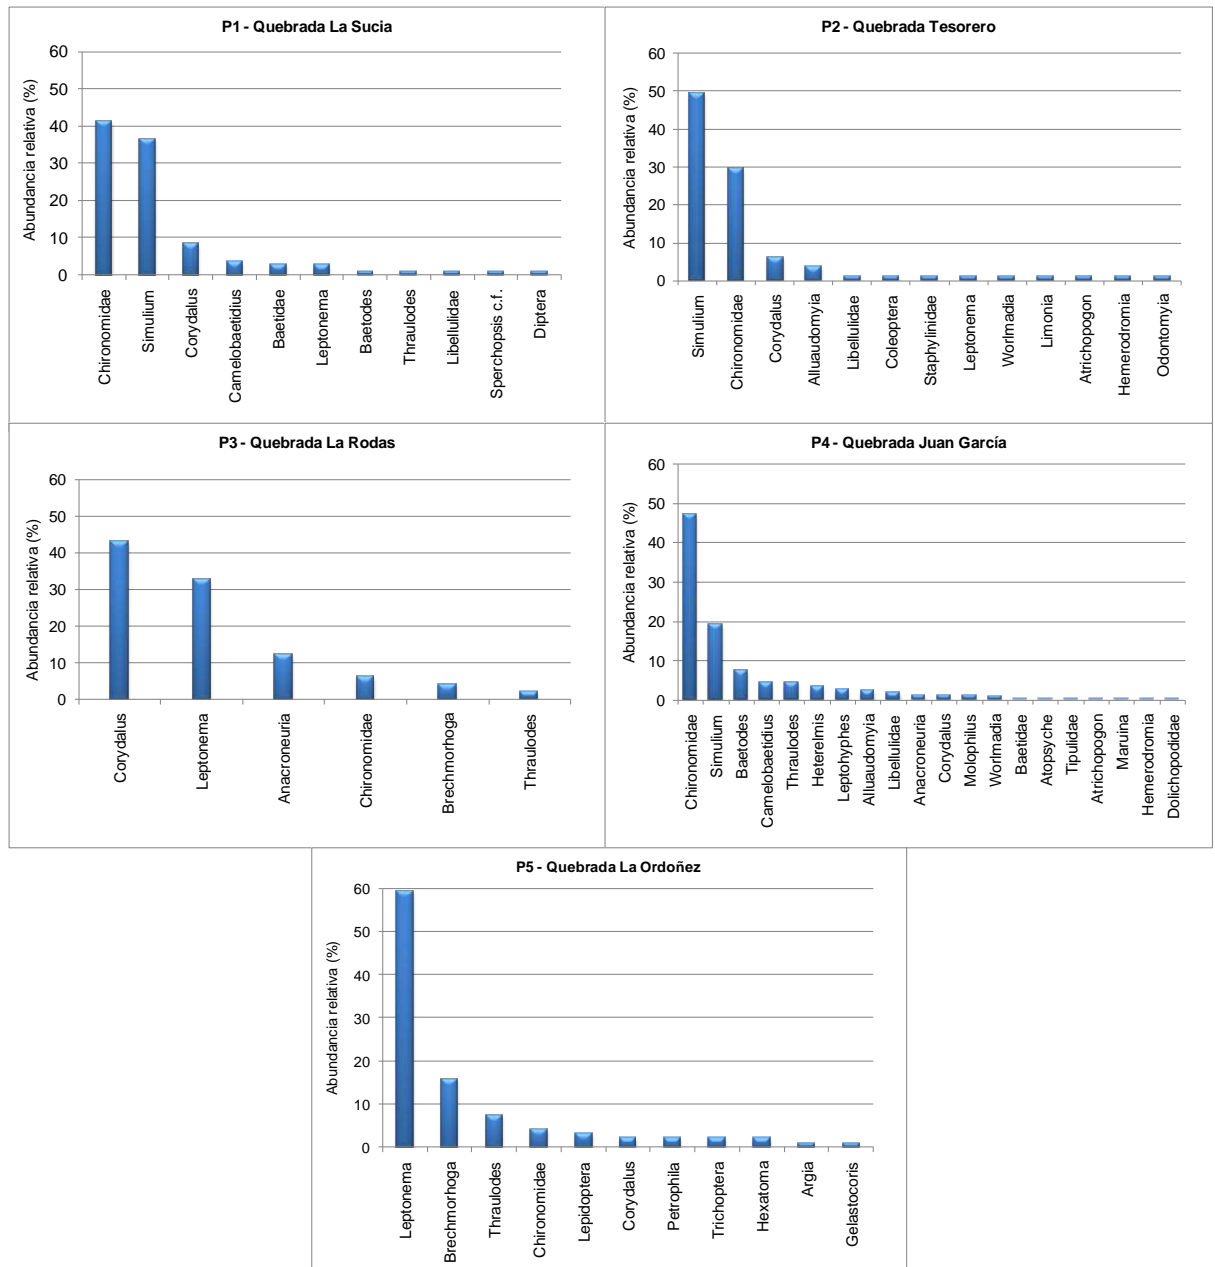 P1 - Quebrada La Sucia
Abundancia relativa (%)
60
50
40
30
20
10
0
Chironomidae
Simulium
Corydalus
Camelobaetidius
Baetidae
Leptonema
Baetodes
Thraulodes
Libellulidae
Sperchopsis c.f.
Diptera
P2 - Quebrada Tesorero
Abundancia relativa (%)
60
50
40
30
20
10
0
Simulium
Chironomidae
Corydalus
Alluaudomyia
Libellulidae
Coleoptera
Staphylinidae
Leptonema
Worlmadia
Limonia
Atrichopogon
Hemerodromia
Odontomyia
P3 - Quebrada La Rodas
Abundancia relativa (%)
60
50
40
30
20
10
0
Corydalus
Leptonema
Anacroneuria
Chironomidae
Brechmorhoga
Thraulodes
P4 - Quebrada Juan García
Abundancia relativa (%)
60
50
40
30
20
10
0
Chironomidae
Simulium
Baetodes
Camelobaetidius
Thraulodes
Heterelmis
Leptohyphes
Alluaudomyia
Libellulidae
Anacroneuria
Corydalus
Molophilus
Worlmadia
Baetidae
Atopsyche
Tipulidae
Atrichopogon
Maruina
Hemerodromia
Dolichopodidae
P5 - Quebrada La Ordoñez
Abundancia relativa (%)
60
50
40
30
20
10
0
Leptonema
Brechmorhoga
Thraulodes
Chironomidae
Lepidoptera
Corydalus
Petrophila
Trichoptera
Hexatoma
Argia
Gelastocoris